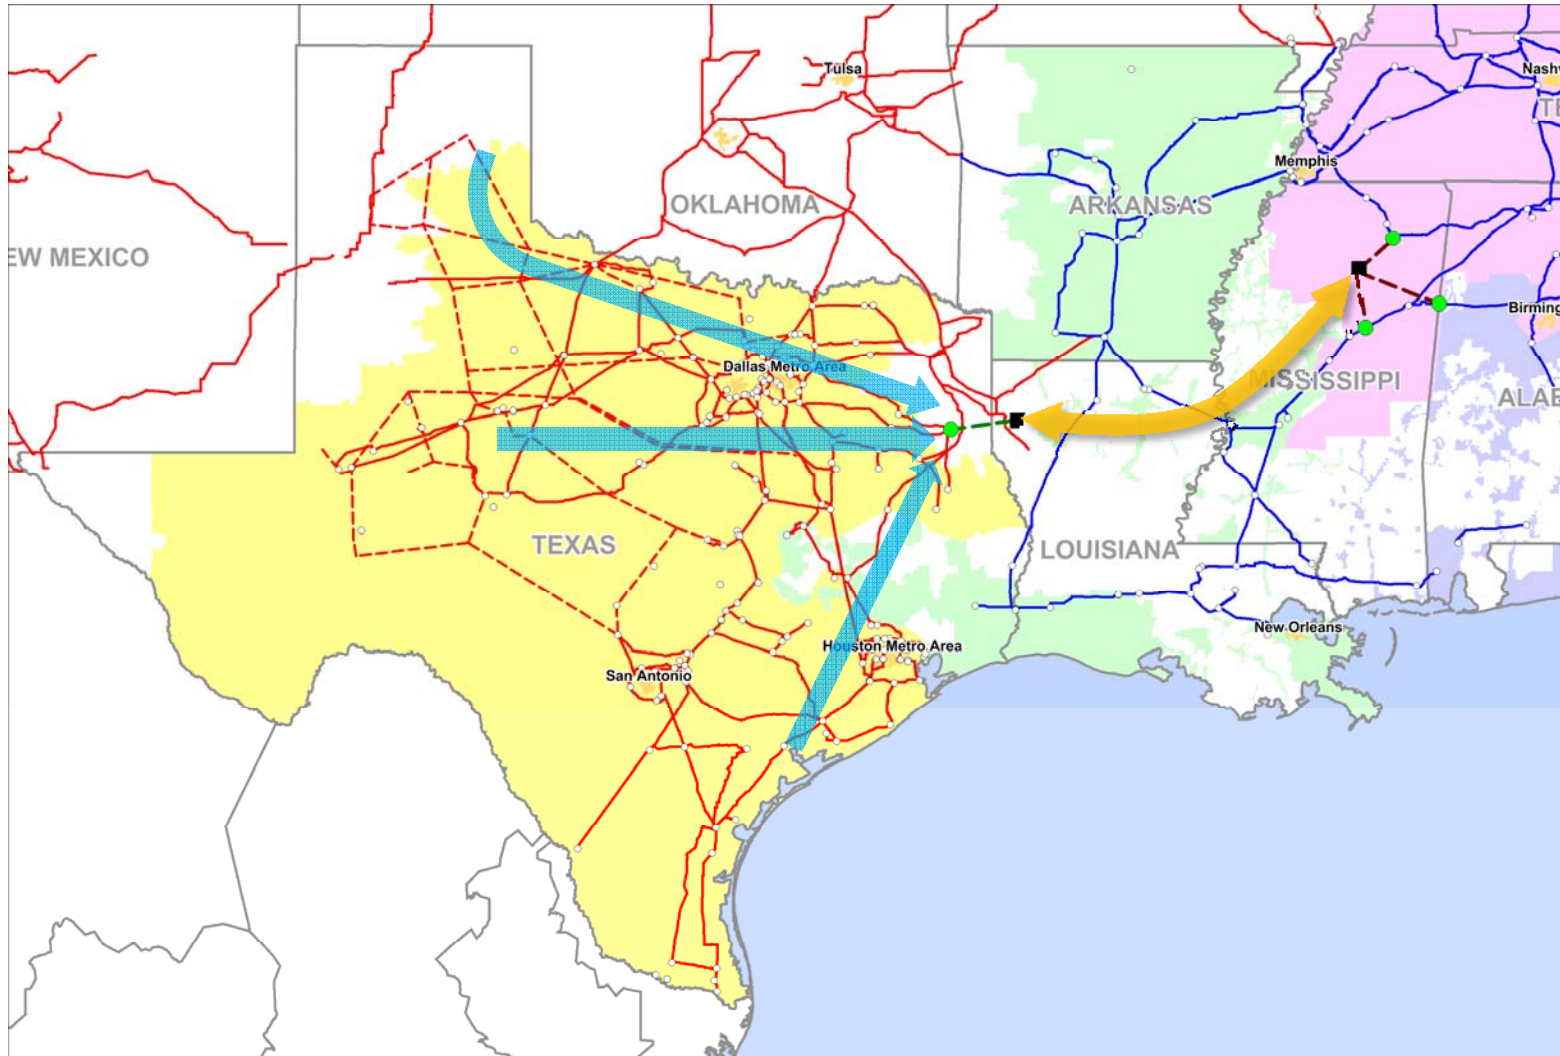 Tulsa
Nashv
TE
Memphis
OKLAHOMA
ARKANSAS
EW MEXICO
Birming
Dallas Metro Area
MISSISSIPPI
ALAB
TEXAS
LOUISIANA
New Orleans
Houston Metro Area
San Antonio